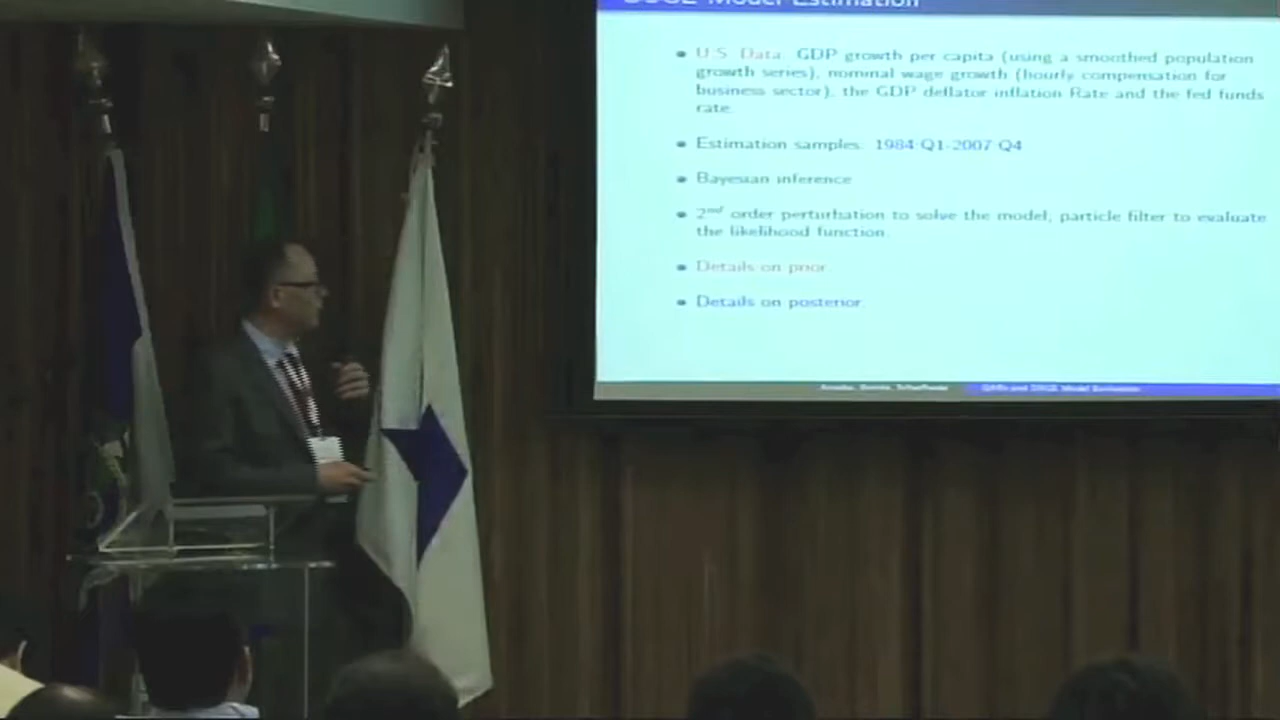 DSGE Model Estimation
U.S. Data: GDP growth per capita (using a smoothed population
growth series), nominal wage growth (hourly compensation for
business sector), the GDP deflator inflation Rate and the fed funds
rate.
Estimation samples: 1984:Q1-2007:Q4
Bayesian inference
2nd order perturbation to solve the model, particle filter to evaluate
the likelihood function.
Details on prior
Details on posterior